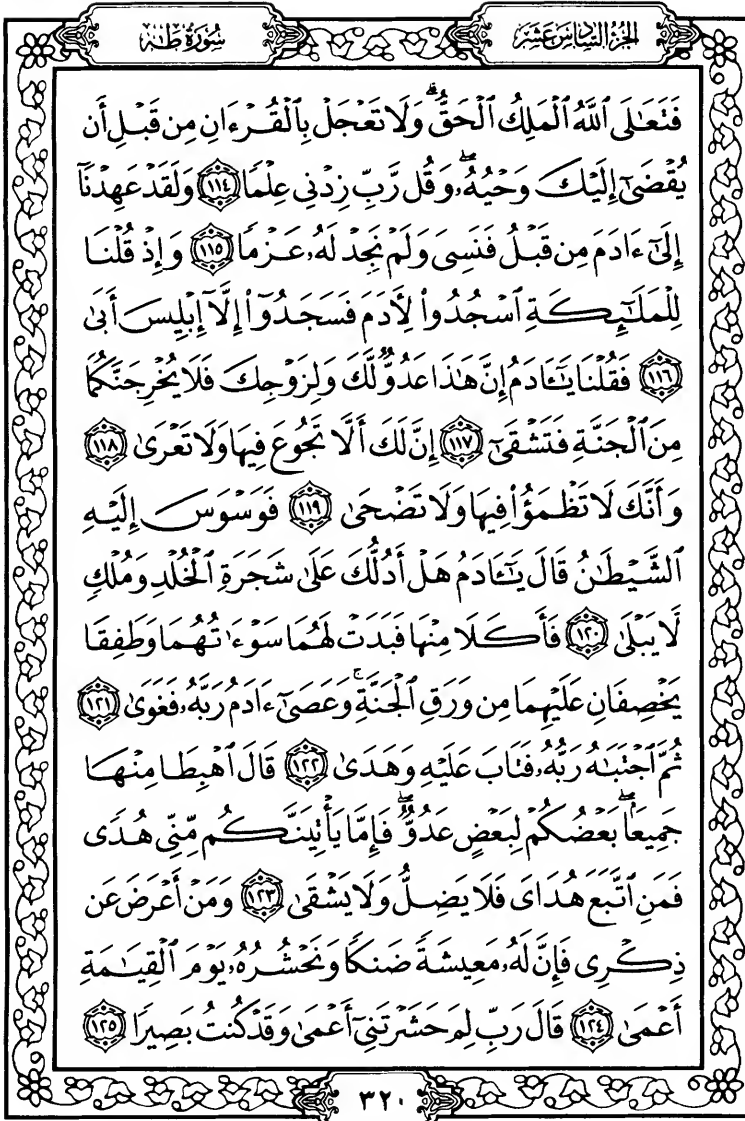 الجزء السادس عشر
سورة طه
فَتَعَٰلَى ٱللَّهُ ٱلْمَلِكُ ٱلْحَقُّ ۗ وَلَا تَعْجَلْ بِٱلْقُرْءَانِ مِن قَبْلِ أَن
يُقْضَىٰٓ إِلَيْكَ وَحْيُهُۥ ۖ وَقُل رَّبِّ زِدْنِى عِلْمًا ١١٤ وَلَقَدْ عَهِدْنَآ
إِلَىٰٓ ءَادَمَ مِن قَبْلُ فَنَسِىَ وَلَمْ نَجِدْ لَهُۥ عَزْمًا ١١٥ وَإِذْ قُلْنَا
لِلْمَلَٰٓئِكَةِ ٱسْجُدُوا۟ لِءَادَمَ فَسَجَدُوٓا۟ إِلَّآ إِبْلِيسَ أَبَىٰ
١١٦ فَقُلْنَا يَٰٓـَٔادَمُ إِنَّ هَٰذَا عَدُوٌّ لَّكَ وَلِزَوْجِكَ فَلَا يُخْرِجَنَّكُمَا
مِنَ ٱلْجَنَّةِ فَتَشْقَىٰٓ ١١٧ إِنَّ لَكَ أَلَّا تَجُوعَ فِيهَا وَلَا تَعْرَىٰ ١١٨
وَأَنَّكَ لَا تَظْمَؤُا۟ فِيهَا وَلَا تَضْحَىٰ ١١٩ فَوَسْوَسَ إِلَيْهِ
ٱلشَّيْطَٰنُ قَالَ يَٰٓـَٔادَمُ هَلْ أَدُلُّكَ عَلَىٰ شَجَرَةِ ٱلْخُلْدِ وَمُلْكٍ
لَّا يَبْلَىٰ ١٢٠ فَأَكَلَا مِنْهَا فَبَدَتْ لَهُمَا سَوْءَٰتُهُمَا وَطَفِقَا
يَخْصِفَانِ عَلَيْهِمَا مِن وَرَقِ ٱلْجَنَّةِ ۚ وَعَصَىٰٓ ءَادَمُ رَبَّهُۥ فَغَوَىٰ ١٢١
ثُمَّ ٱجْتَبَٰهُ رَبُّهُۥ فَتَابَ عَلَيْهِ وَهَدَىٰ ١٢٢ قَالَ ٱهْبِطَا مِنْهَا
جَمِيعًۢا ۖ بَعْضُكُمْ لِبَعْضٍ عَدُوٌّ ۖ فَإِمَّا يَأْتِيَنَّكُم مِّنِّى هُدًى
فَمَنِ ٱتَّبَعَ هُدَاىَ فَلَا يَضِلُّ وَلَا يَشْقَىٰ ١٢٣ وَمَنْ أَعْرَضَ عَن
ذِكْرِى فَإِنَّ لَهُۥ مَعِيشَةً ضَنكًا وَنَحْشُرُهُۥ يَوْمَ ٱلْقِيَٰمَةِ
أَعْمَىٰ ١٢٤ قَالَ رَبِّ لِمَ حَشَرْتَنِىٓ أَعْمَىٰ وَقَدْ كُنتُ بَصِيرًا ١٢٥
٣٢٠